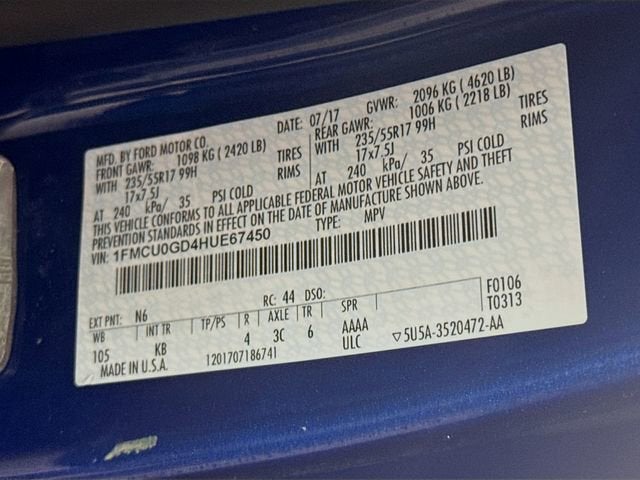 MFD. BY FORD MOTOR CO. DATE: 07/17 GVWR: 2096 KG ( 4620 LB)
FRONT GAWR: 1098 KG ( 2420 LB) REAR GAWR: 1006 KG ( 2218 LB)
WITH 235/55R17 99H TIRES WITH 235/55R17 99H TIRES
17x7.5J RIMS 17x7.5J RIMS
AT 240 kPa/ 35 PSI COLD AT 240 kPa/ 35 PSI COLD
THIS VEHICLE CONFORMS TO ALL APPLICABLE FEDERAL MOTOR VEHICLE SAFETY AND THEFT
PREVENTION STANDARDS IN EFFECT ON THE DATE OF MANUFACTURE SHOWN ABOVE.
VIN: 1FMCU0GD4HUE67450 TYPE: MPV
EXT PNT: N6 RC: 44 DSO: F0106
WB INT TR TP/PS R AXLE TR SPR T0313
105 KB 4 3C 6 AAAA
ULC
MADE IN U.S.A. 1201707186741 ▽5U5A-3520472-AA